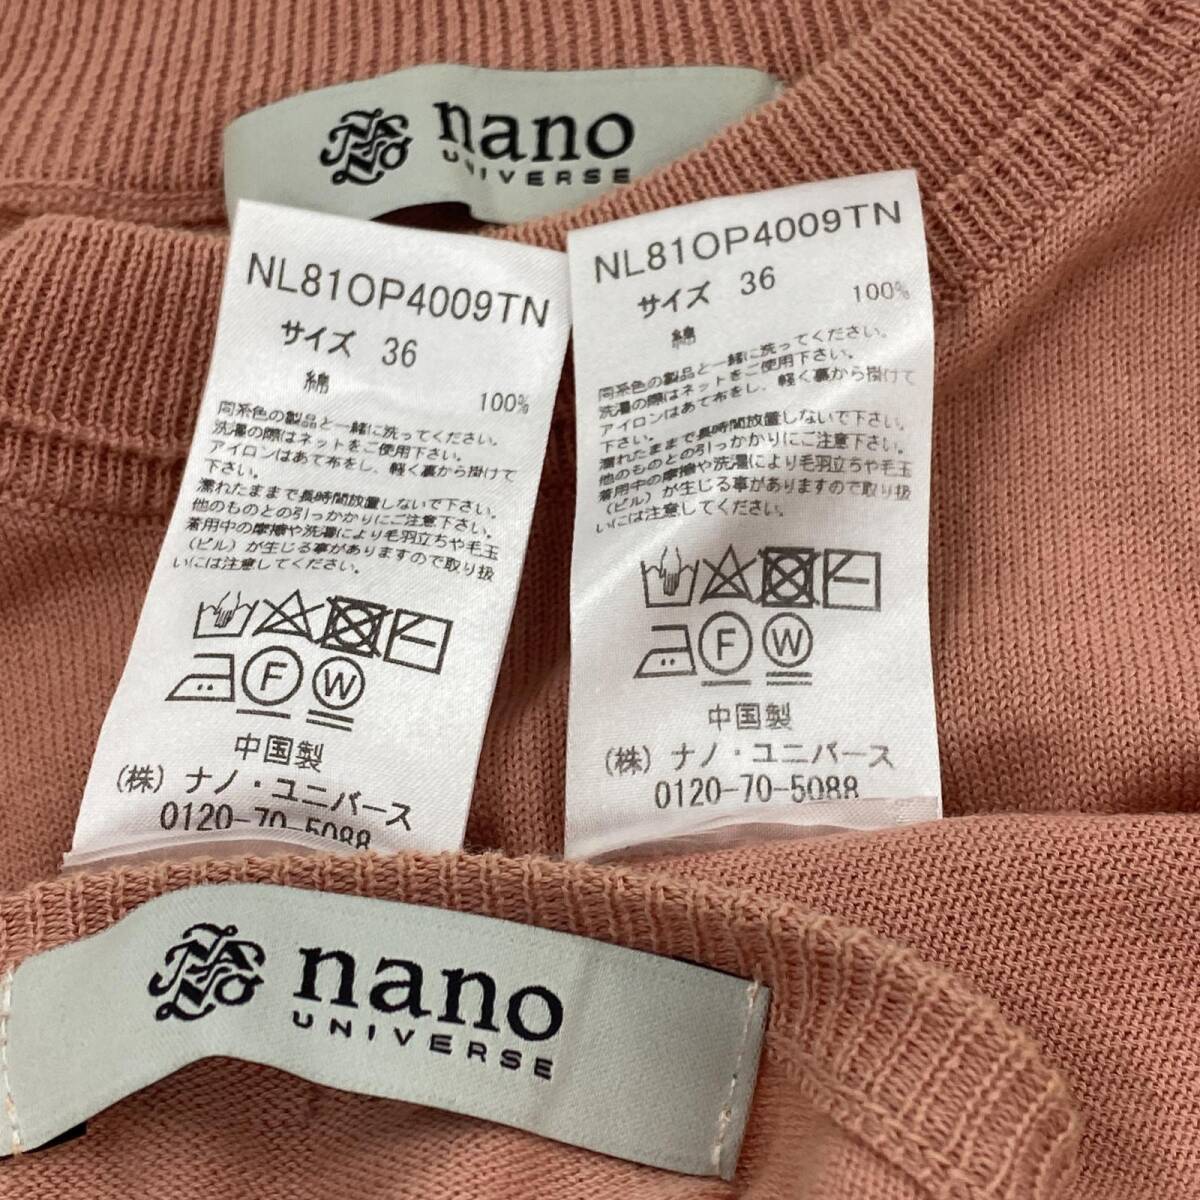 nano
UNIVERSE
NL81OP4009TN
サイズ 36
綿 100%
同系色の製品と一緒に洗ってください。
洗濯の際はネットをご使用下さい。
アイロンはあて布をし、軽く裏から掛けて
下さい。
濡れたままで長時間放置しないで下さい。
他のものとの引っかかりにご注意下さい。
着用中の摩擦や洗濯により毛羽立ちや毛玉
（ピル）が生じる事がありますので取り扱
いには注意してください。
F W
中国製
（株）ナノ・ユニバース
0120-70-5088
NL81OP4009TN
サイズ 36
綿 100%
同系色の製品と一緒に洗ってください。
洗濯の際はネットをご使用下さい。
アイロンはあて布をし、軽く裏から掛けて
下さい。
濡れたままで長時間放置しないで下さい。
他のものとの引っかかりにご注意下さい。
着用中の摩擦や洗濯により毛羽立ちや毛玉
（ピル）が生じる事がありますので取り扱
いには注意してください。
F W
中国製
（株）ナノ・ユニバース
0120-70-5088
nano
UNIVERSE